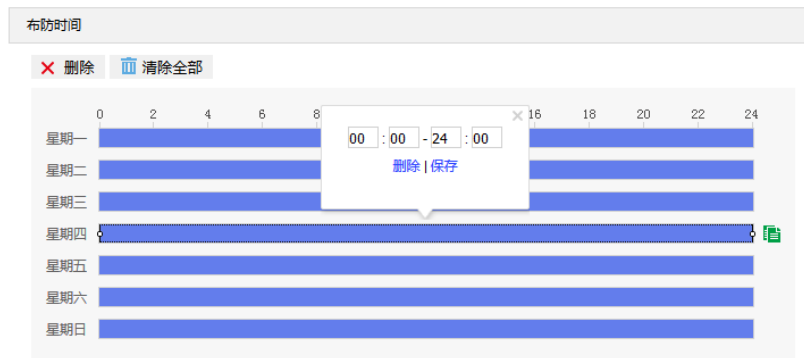 布防时间
删除 清除全部
0 2 4 6 8 16 18 20 22 24
00 : 00 - 24 : 00
删除 | 保存
星期一
星期二
星期三
星期四
星期五
星期六
星期日